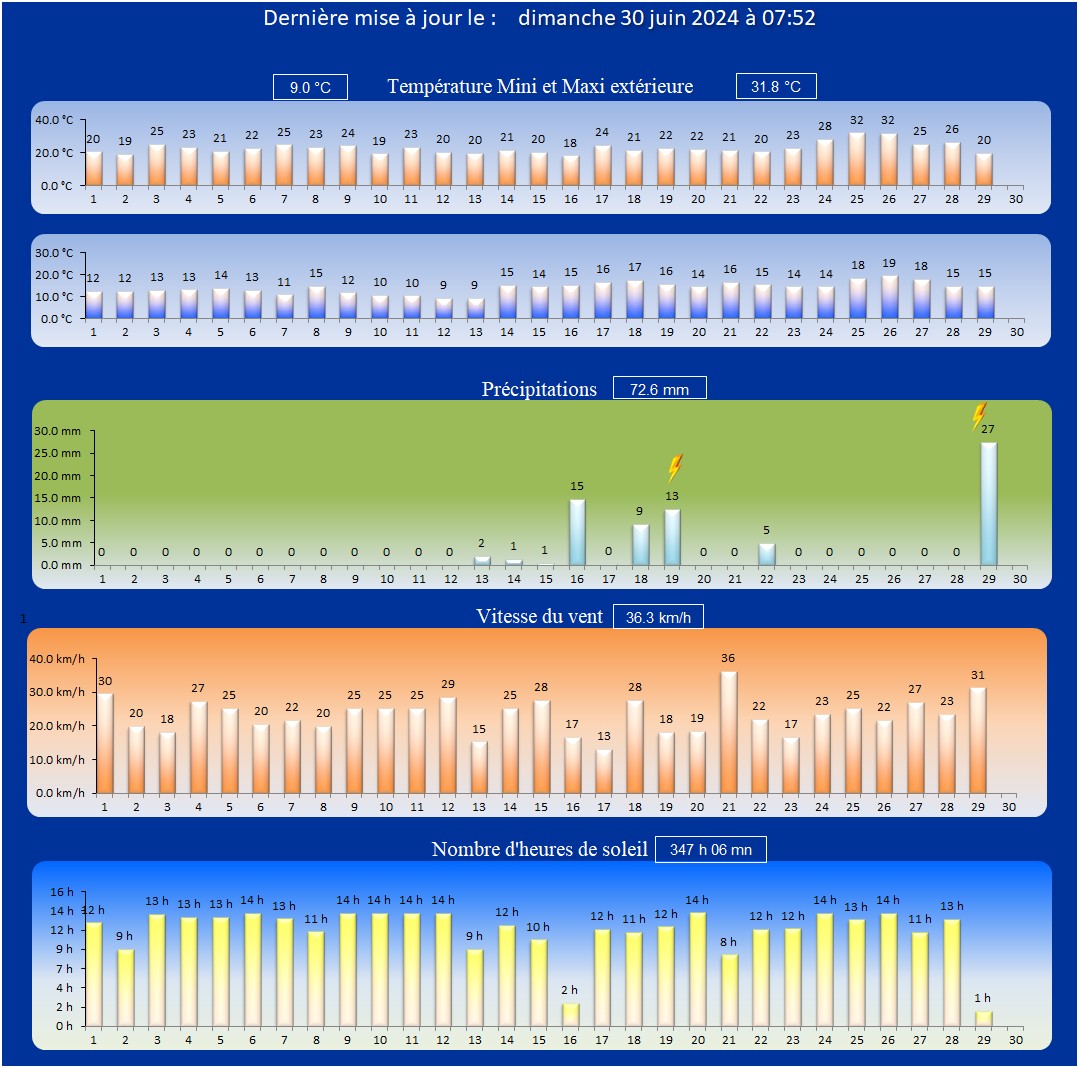 Dernière mise à jour le : dimanche 30 juin 2024 à 07:52
9.0 °C Température Mini et Maxi extérieure 31.8 °C
40.0 °C
20.0 °C
0.0 °C
20 19 25 23 21 22 25 23 24 19 23 20 20 21 20 18 24 21 22 22 21 20 23 28 32 32 25 26 20
1 2 3 4 5 6 7 8 9 10 11 12 13 14 15 16 17 18 19 20 21 22 23 24 25 26 27 28 29 30
30.0 °C
20.0 °C
10.0 °C
0.0 °C
12 12 13 13 14 13 11 15 12 10 10 9 9 15 14 15 16 17 16 14 16 15 14 14 18 19 18 15 15
1 2 3 4 5 6 7 8 9 10 11 12 13 14 15 16 17 18 19 20 21 22 23 24 25 26 27 28 29 30
Précipitations 72.6 mm
30.0 mm
25.0 mm
20.0 mm
15.0 mm
10.0 mm
5.0 mm
0.0 mm
0 0 0 0 0 0 0 0 0 0 0 0 2 1 1 15 0 9 13 0 0 5 0 0 0 0 0 0 27
1 2 3 4 5 6 7 8 9 10 11 12 13 14 15 16 17 18 19 20 21 22 23 24 25 26 27 28 29 30
1 Vitesse du vent 36.3 km/h
40.0 km/h
30.0 km/h
20.0 km/h
10.0 km/h
0.0 km/h
30 20 18 27 25 20 22 20 25 25 25 29 15 25 28 17 13 28 18 19 36 22 17 23 25 22 27 23 31
1 2 3 4 5 6 7 8 9 10 11 12 13 14 15 16 17 18 19 20 21 22 23 24 25 26 27 28 29 30
Nombre d'heures de soleil 347 h 06 mn
16 h
14 h
12 h
9 h
7 h
4 h
2 h
0 h
12 h 9 h 13 h 13 h 13 h 14 h 13 h 11 h 14 h 14 h 14 h 14 h 9 h 12 h 10 h 2 h 12 h 11 h 12 h 14 h 8 h 12 h 12 h 14 h 13 h 14 h 11 h 13 h 1 h
1 2 3 4 5 6 7 8 9 10 11 12 13 14 15 16 17 18 19 20 21 22 23 24 25 26 27 28 29 30